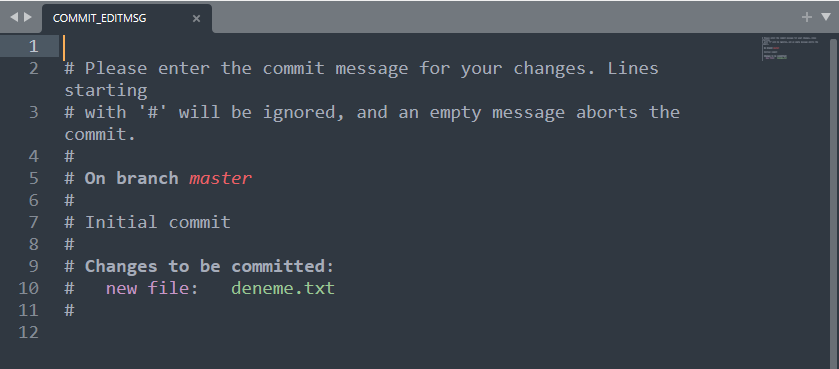 COMMIT_EDITMSG ×
1
2 # Please enter the commit message for your changes. Lines
starting
3 # with '#' will be ignored, and an empty message aborts the
commit.
4 #
5 # On branch master
6 #
7 # Initial commit
8 #
9 # Changes to be committed:
10 #   new file:   deneme.txt
11 #
12